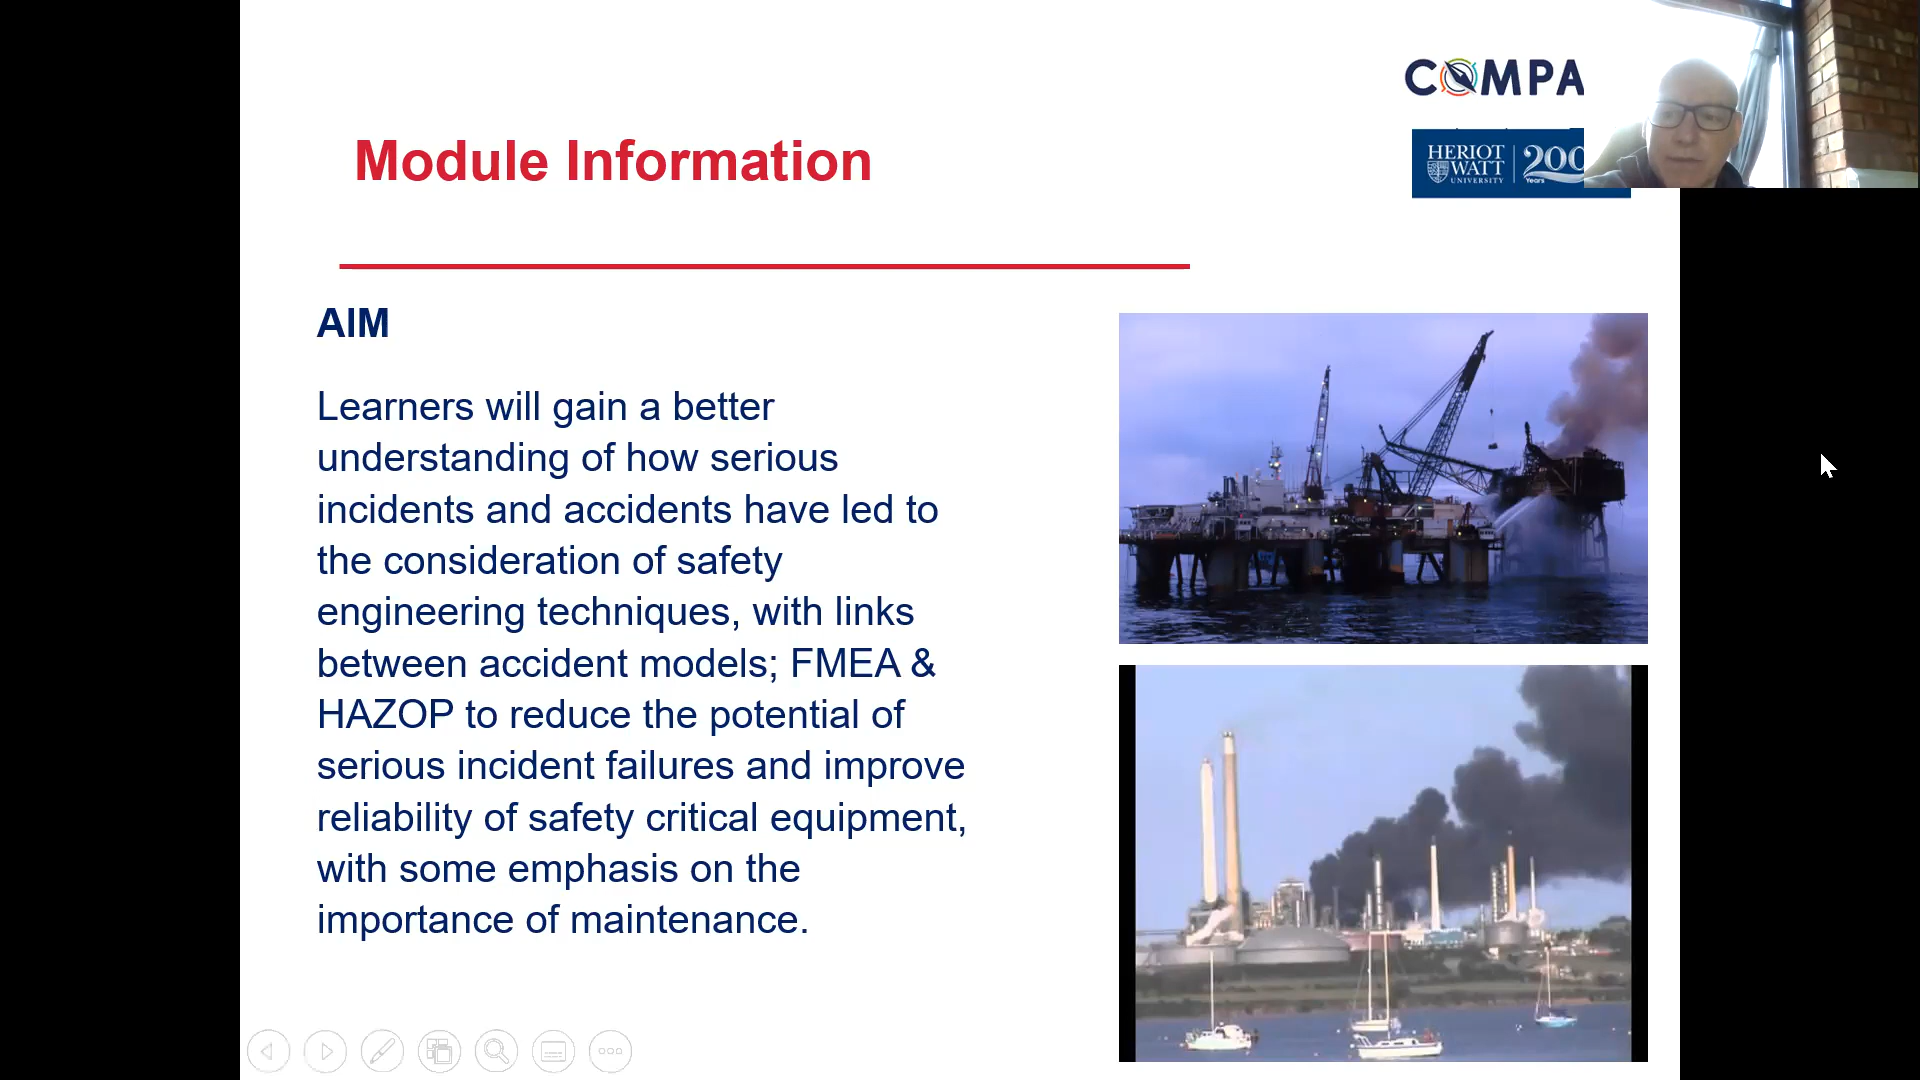 COMPA
Module Information
HERIOT
WATT
UNIVERSITY
200
Years
AIM
Learners will gain a better
understanding of how serious
incidents and accidents have led to
the consideration of safety
engineering techniques, with links
between accident models; FMEA &
HAZOP to reduce the potential of
serious incident failures and improve
reliability of safety critical equipment,
with some emphasis on the
importance of maintenance.